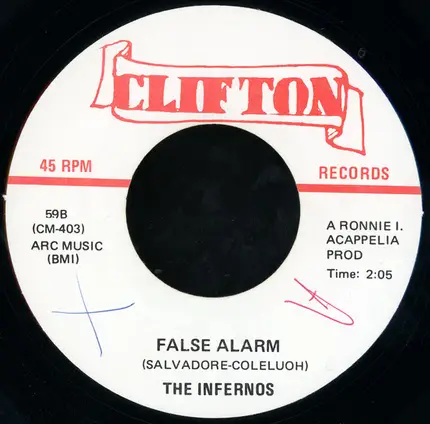 CLIFTON
45 RPM
RECORDS
59B
(CM-403)
ARC MUSIC
(BMI)
A RONNIE I.
ACAPPELIA
PROD
Time: 2:05
FALSE ALARM
(SALVADORE-COLELUOH)
THE INFERNOS